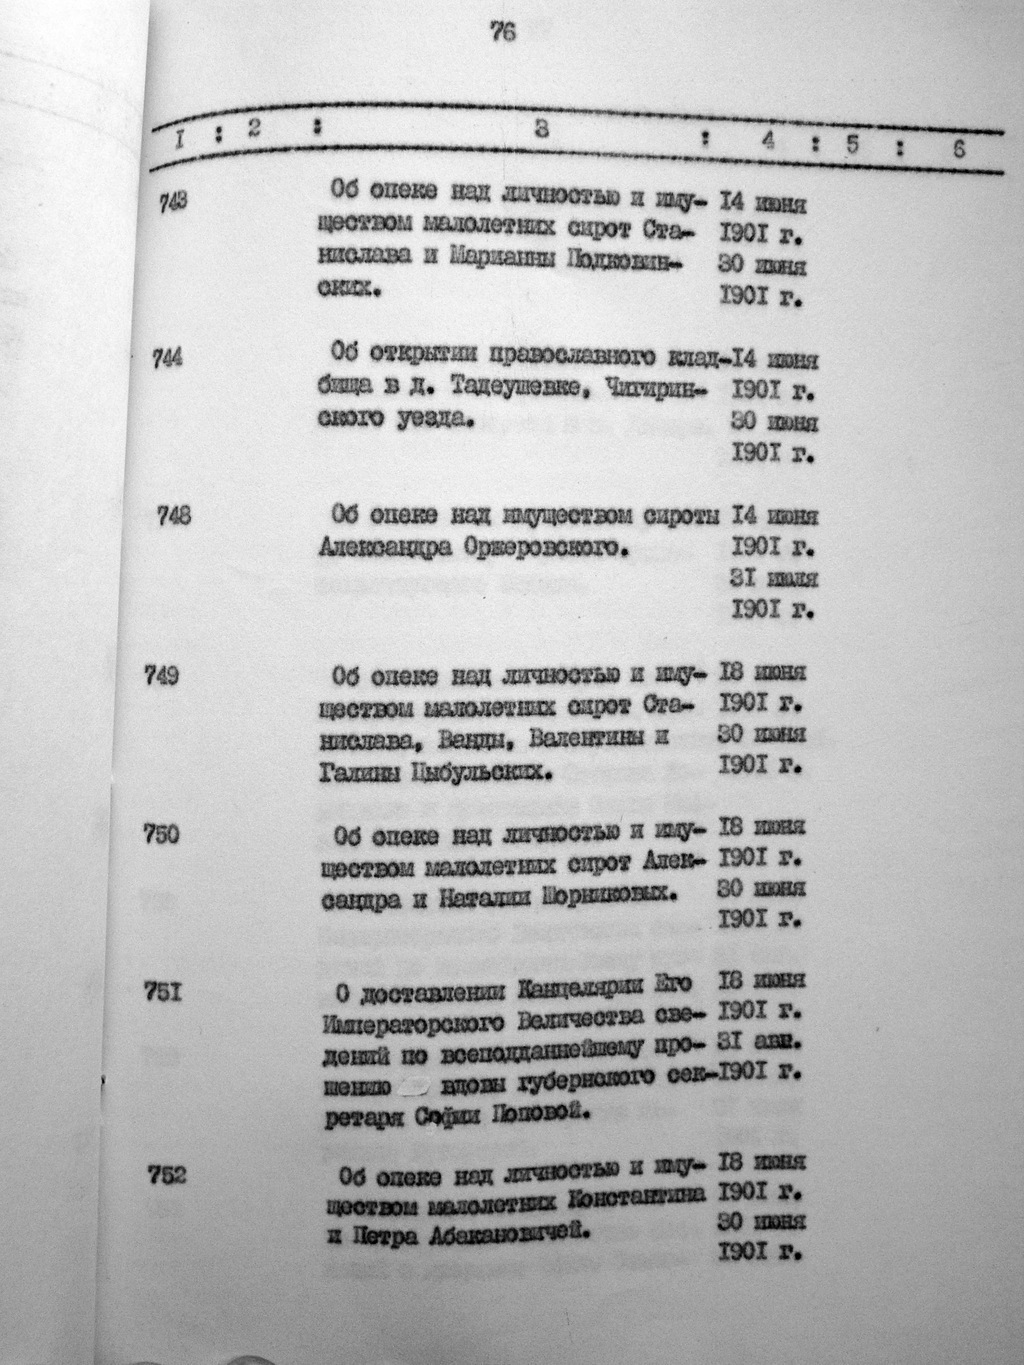 76
I : 2 : 3 : 4 : 5 : 6
743 Об опеке над личностью и иму- I4 июня
ществом малолетних сирот Ста- I90I г.
нислава и Марианны Подковин- 30 июня
ских. I90I г.
744 Об открытии православного клад- I4 июня
бища в д. Тадеушевке, Чигирин- I90I г.
ского уезда. 30 июня
I90I г.
748 Об опеке над имуществом сироты I4 июня
Александра Оржеровского. I90I г.
3I июля
I90I г.
749 Об опеке над личностью и иму- I8 июня
ществом малолетних сирот Ста- I90I г.
нислава, Ванды, Валентины и 30 июня
Галины Цыбульских. I90I г.
750 Об опеке над личностью и иму- I8 июня
ществом малолетних сирот Алек- I90I г.
сандра и Наталии Шорниковых. 30 июня
I90I г.
75I О доставлении Канцелярии Его I8 июня
Императорского Величества све- I90I г.
дений по всеподданнейшему про- 3I авг.
шению вдовы губернского сек- I90I г.
ретаря Софии Поповой.
752 Об опеке над личностью и иму- I8 июня
ществом малолетних Константина I90I г.
и Петра Абакановичей. 30 июня
I90I г.